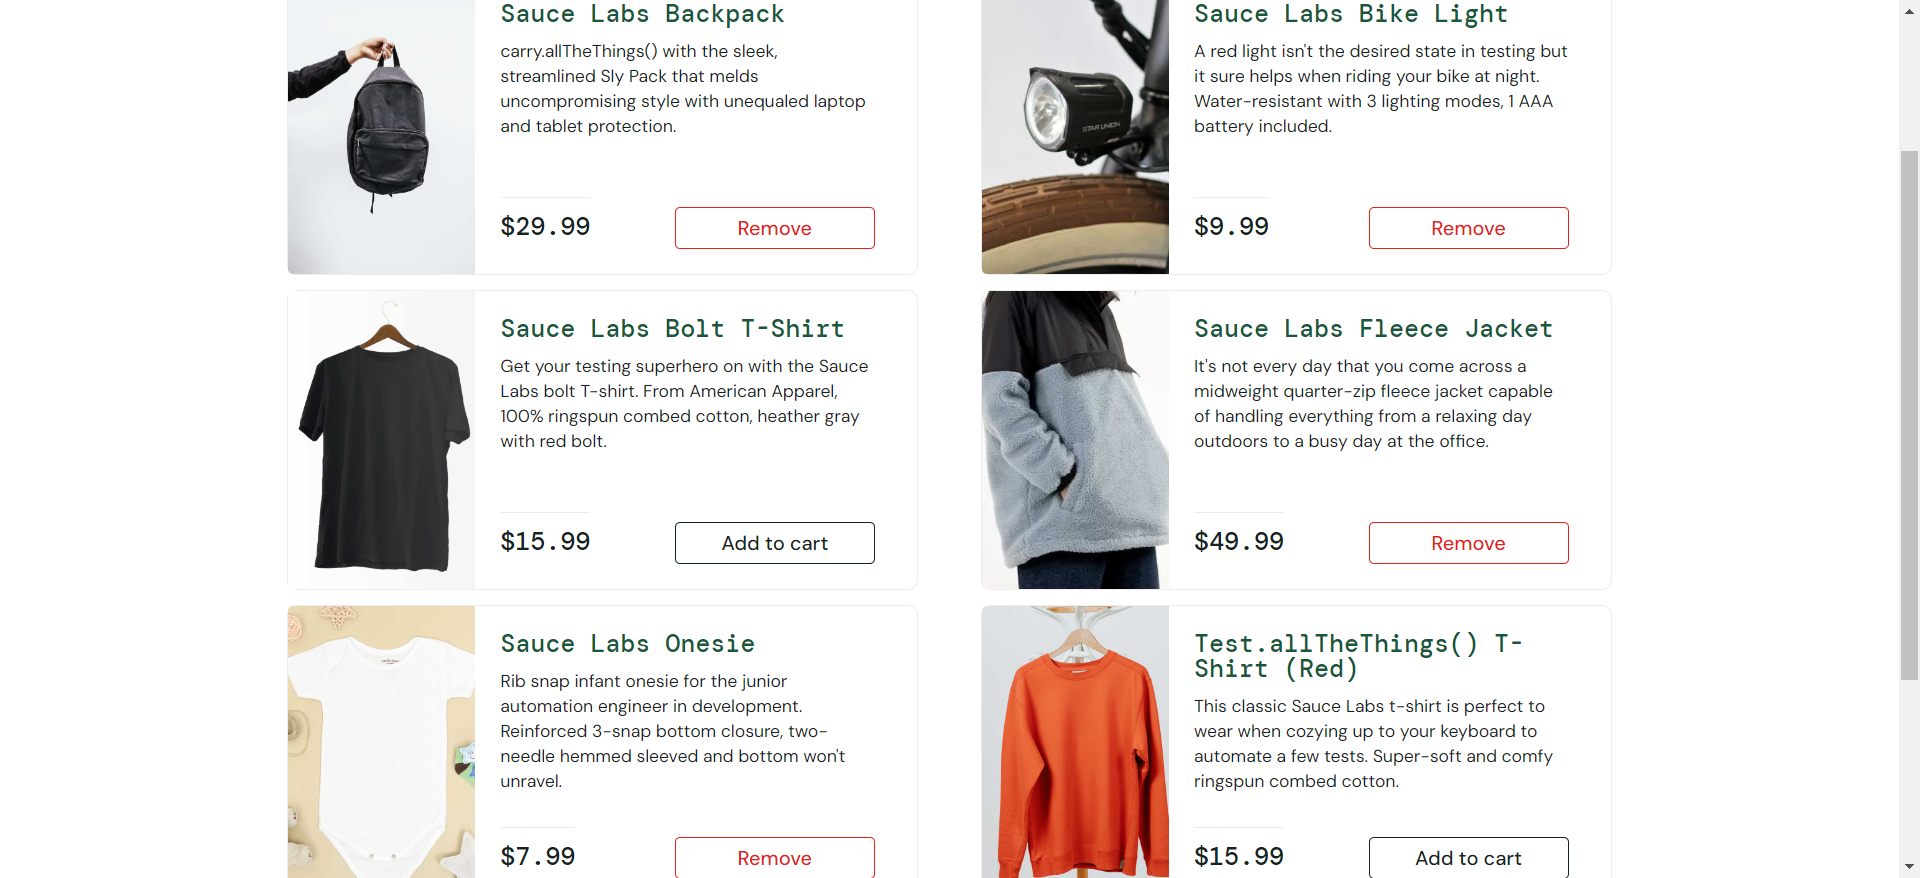 Sauce Labs Backpack
carry.allTheThings() with the sleek,
streamlined Sly Pack that melds
uncompromising style with unequaled laptop
and tablet protection.
$29.99
Remove
Sauce Labs Bike Light
A red light isn't the desired state in testing but
it sure helps when riding your bike at night.
Water-resistant with 3 lighting modes, 1 AAA
battery included.
STAR UNION
$9.99
Remove
Sauce Labs Bolt T-Shirt
Get your testing superhero on with the Sauce
Labs bolt T-shirt. From American Apparel,
100% ringspun combed cotton, heather gray
with red bolt.
$15.99
Add to cart
Sauce Labs Fleece Jacket
It's not every day that you come across a
midweight quarter-zip fleece jacket capable
of handling everything from a relaxing day
outdoors to a busy day at the office.
$49.99
Remove
Sauce Labs Onesie
Rib snap infant onesie for the junior
automation engineer in development.
Reinforced 3-snap bottom closure, two-
needle hemmed sleeved and bottom won't
unravel.
$7.99
Remove
Test.allTheThings() T-
Shirt (Red)
This classic Sauce Labs t-shirt is perfect to
wear when cozying up to your keyboard to
automate a few tests. Super-soft and comfy
ringspun combed cotton.
$15.99
Add to cart